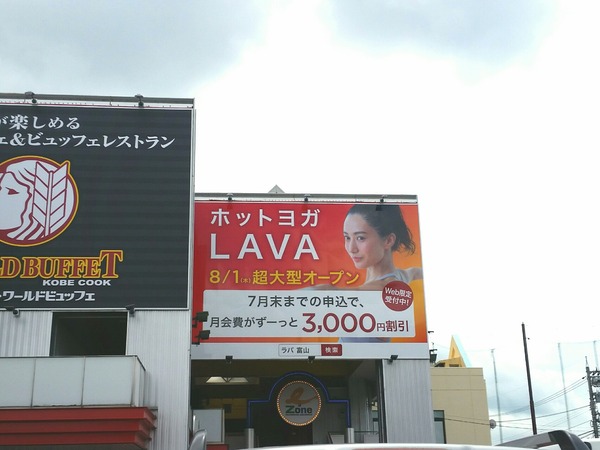 が楽しめる
ェ&ビュッフェレストラン
D BUFFET
KOBE COOK
・ワールドビュッフェ
ホットヨガ
LAVA
8/1(木)超大型オープン
7月末までの申込で、
Web限定
受付中!
月会費がずーっと3,000円割引
ラバ 富山 検索
Zone